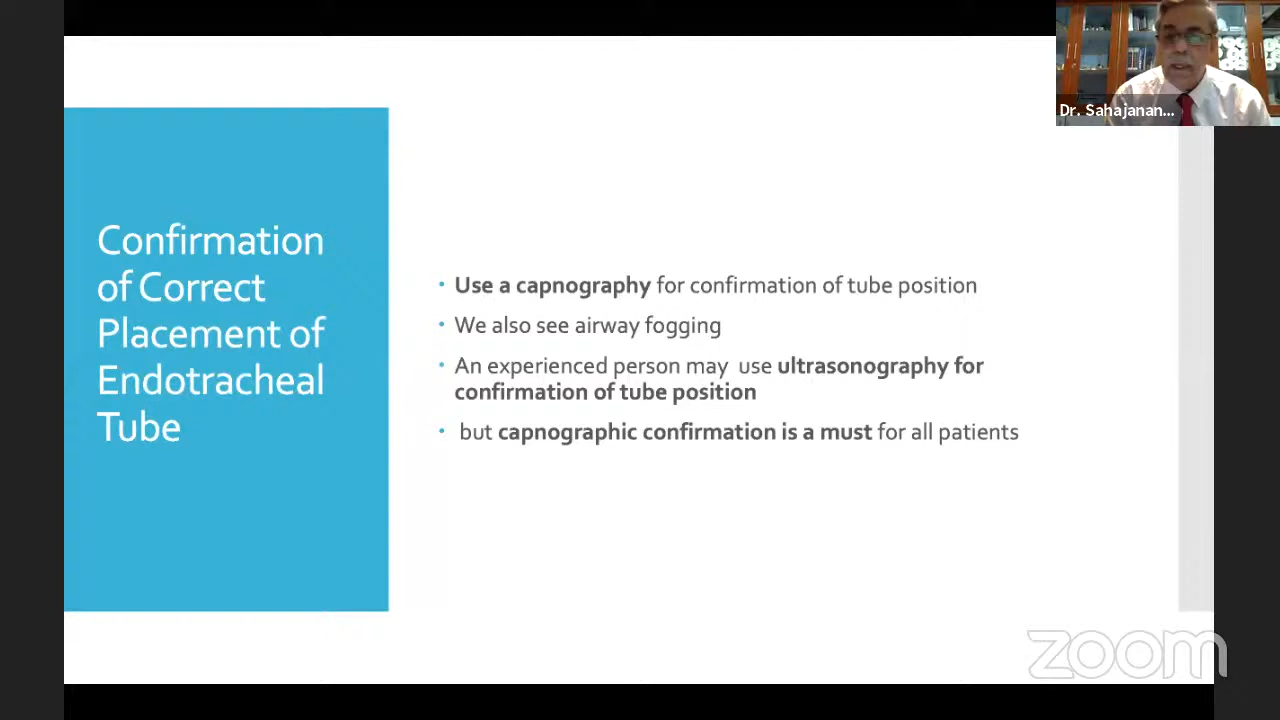 Dr. Sahajanan...
Confirmation
of Correct
Placement of
Endotracheal
Tube
• Use a capnography for confirmation of tube position
• We also see airway fogging
• An experienced person may use ultrasonography for
confirmation of tube position
• but capnographic confirmation is a must for all patients
zoom